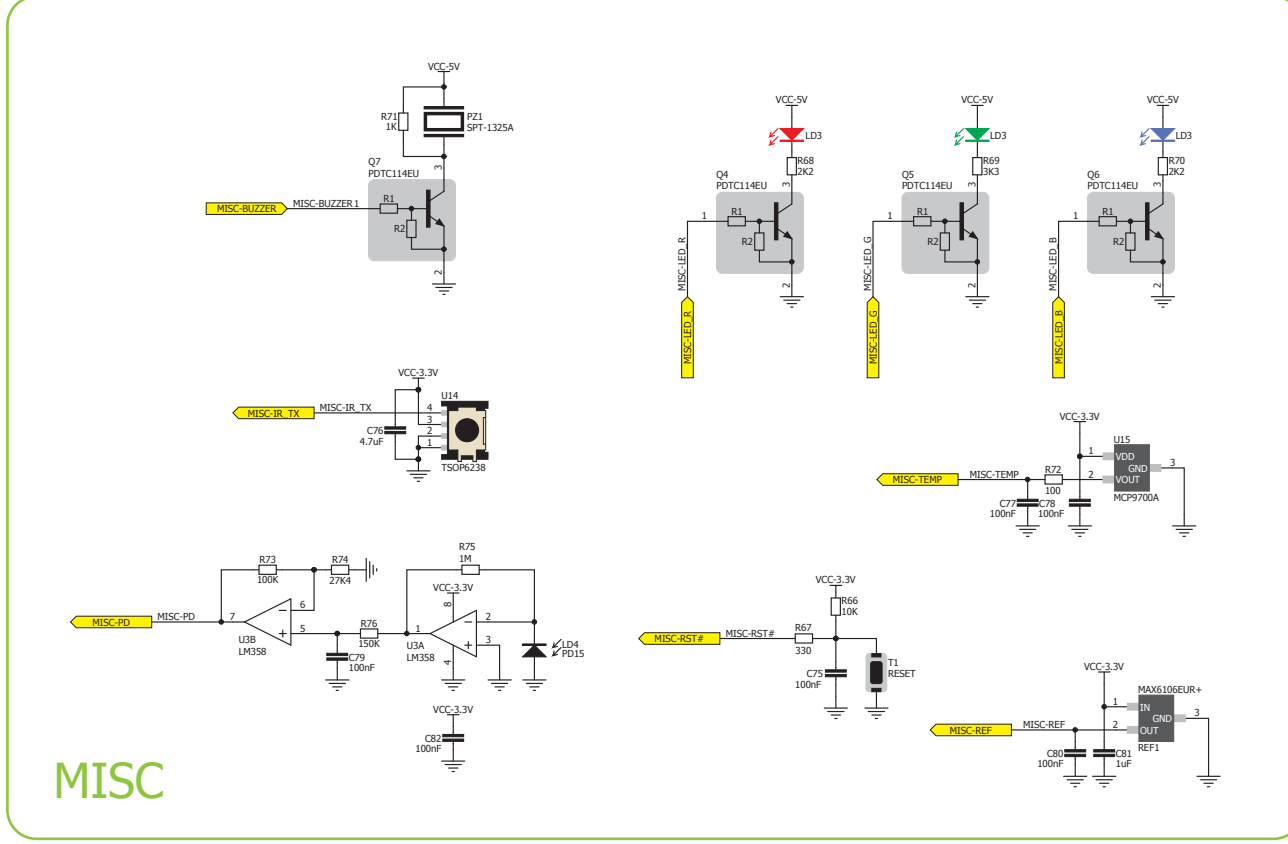 VCC-5V
R71
1K
PZ1
SPT-1325A
Q7
PDTC114EU
3
MISC-BUZZER
MISC-BUZZER 1
R1
R2
2
VCC-5V
LD3
R68
2K2
Q4
PDTC114EU
3
1
R1
R2
2
MISC-LED_R
MISC-LED_R
VCC-5V
LD3
R69
3K3
Q5
PDTC114EU
3
1
R1
R2
2
MISC-LED_G
MISC-LED_G
VCC-5V
LD3
R70
2K2
Q6
PDTC114EU
3
1
R1
R2
2
MISC-LED_B
MISC-LED_B
VCC-3.3V
U14
MISC-IR_TX
MISC-IR_TX
4
3
2
1
C76
4.7uF
TSOP6238
VCC-3.3V
U15
1
VDD
GND
3
MISC-TEMP
MISC-TEMP
R72
100
2
VOUT
MCP9700A
C77
100nF
C78
100nF
R73
100K
R74
27K4
R75
1M
VCC-3.3V
8
MISC-PD
MISC-PD
7
6
5
U3B
LM358
R76
150K
1
U3A
LM358
2
3
4
C79
100nF
LD4
PD15
VCC-3.3V
C82
100nF
VCC-3.3V
R66
10K
MISC-RST#
MISC-RST#
R67
330
C75
100nF
T1
RESET
VCC-3.3V
MAX6106EUR+
1
IN
GND
3
MISC-REF
MISC-REF
2
OUT
REF1
C80
100nF
C81
1uF
MISC